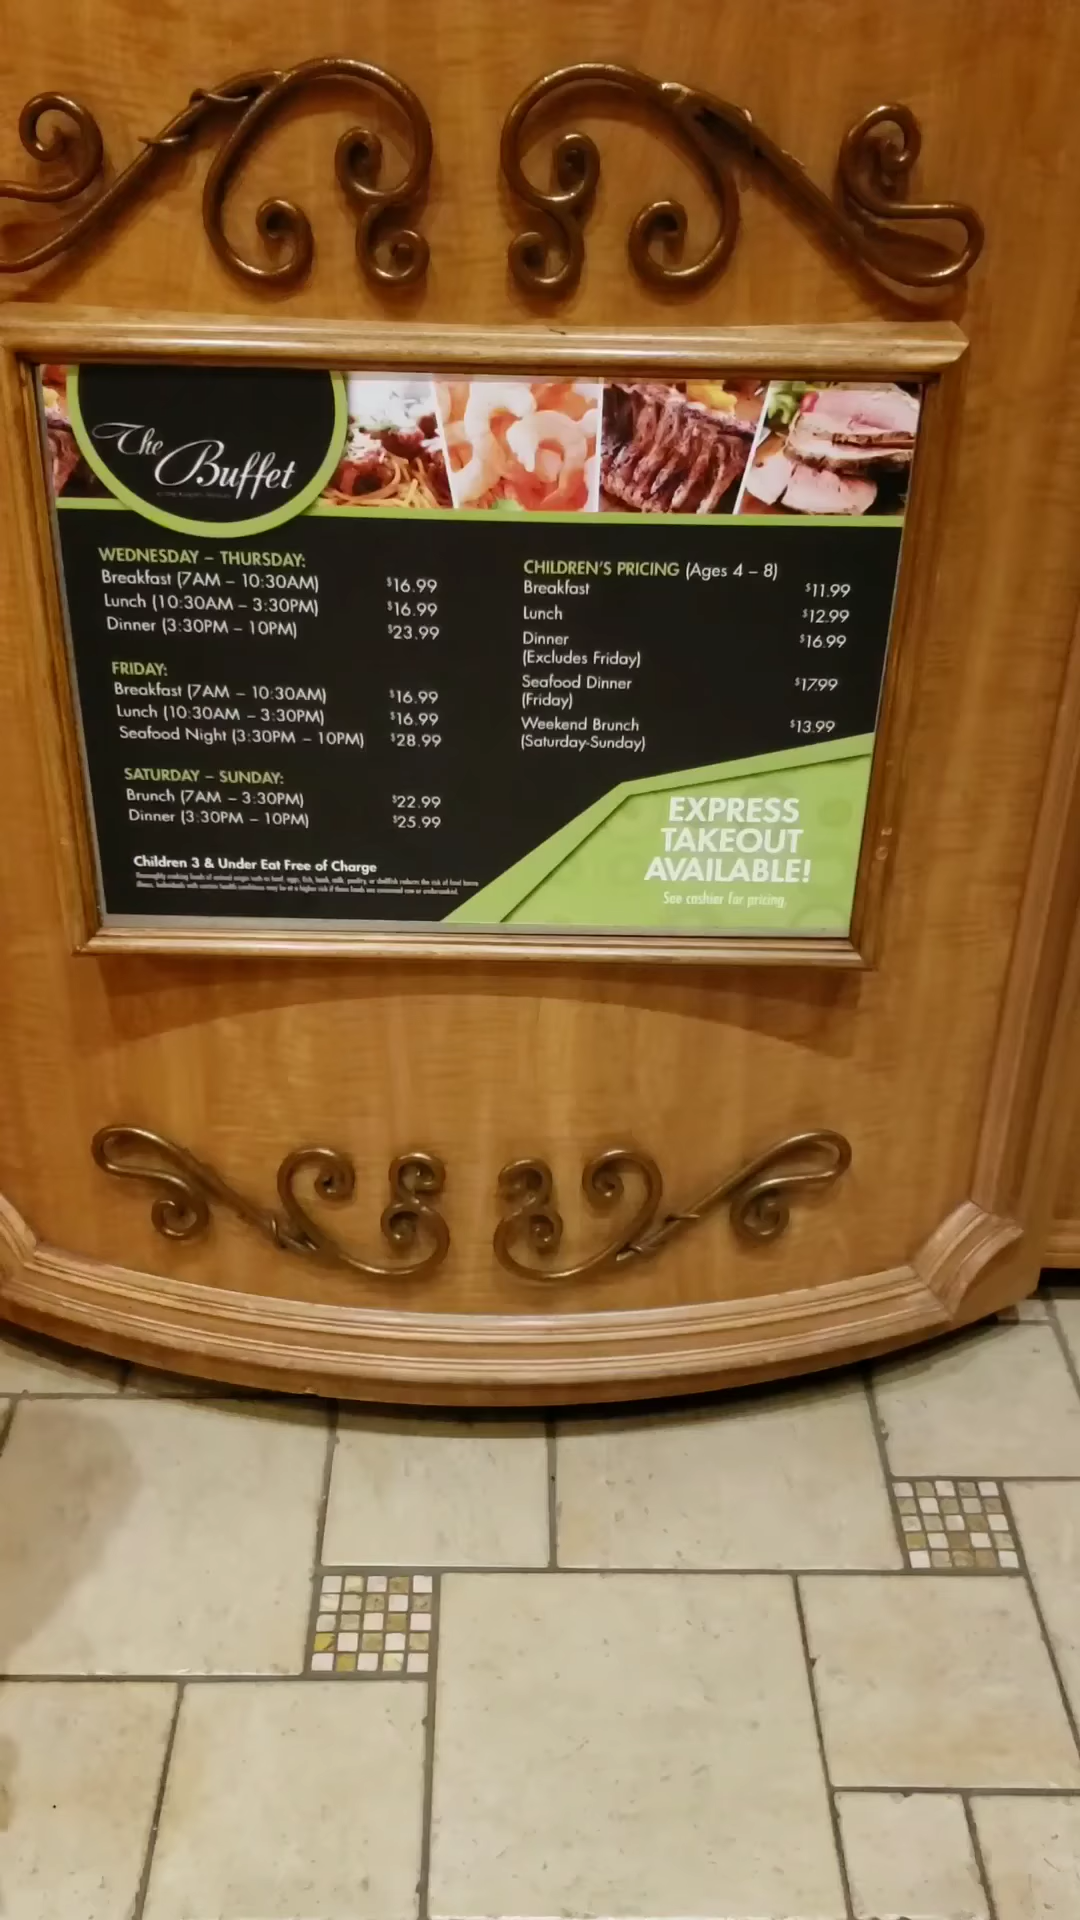 The
Buffet
WEDNESDAY – THURSDAY:
Breakfast (7AM – 10:30AM) $16.99
Lunch (10:30AM – 3:30PM) $16.99
Dinner (3:30PM – 10PM) $23.99
FRIDAY:
Breakfast (7AM – 10:30AM) $16.99
Lunch (10:30AM – 3:30PM) $16.99
Seafood Night (3:30PM – 10PM) $28.99
SATURDAY – SUNDAY:
Brunch (7AM – 3:30PM) $22.99
Dinner (3:30PM – 10PM) $25.99
Children 3 & Under Eat Free of Charge
CHILDREN'S PRICING (Ages 4 – 8)
Breakfast $11.99
Lunch $12.99
Dinner $16.99
(Excludes Friday)
Seafood Dinner $17.99
(Friday)
Weekend Brunch $13.99
(Saturday-Sunday)
EXPRESS
TAKEOUT
AVAILABLE!
See cashier for pricing.